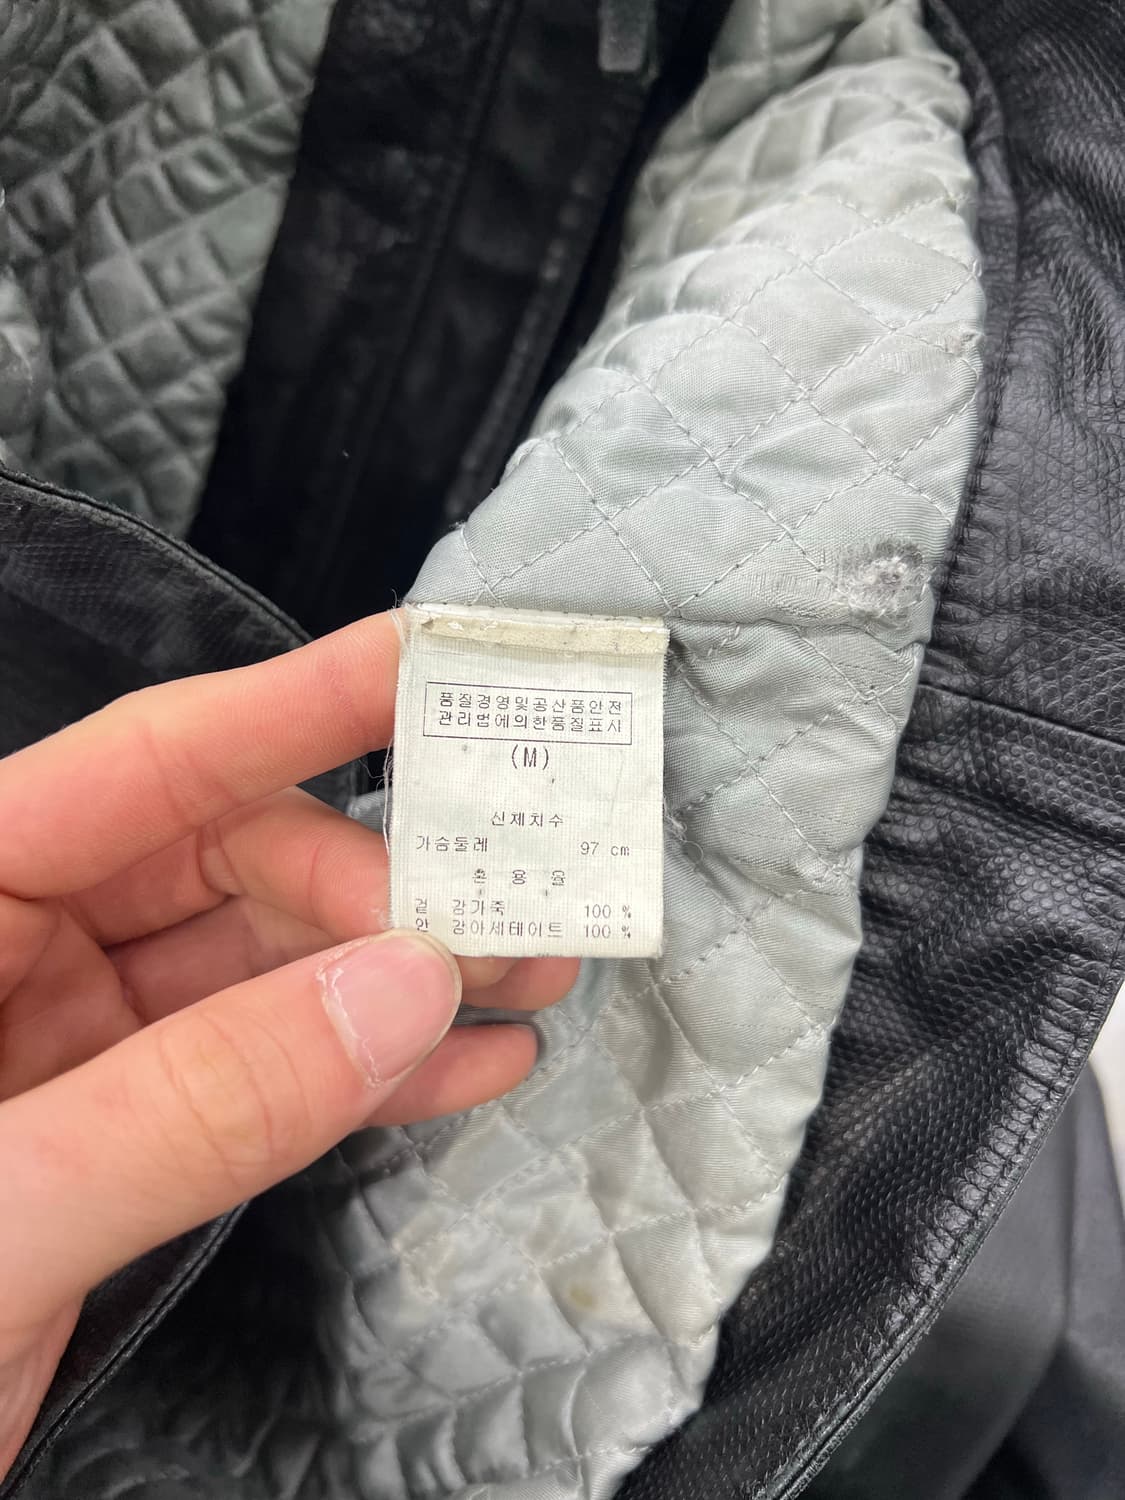 품질경영및공산품안전
관리법에의한품질표시
(M)
신체치수
가슴둘레 97 cm
혼 용 율
겉 감가죽 100 %
안 감아세테이트 100 %